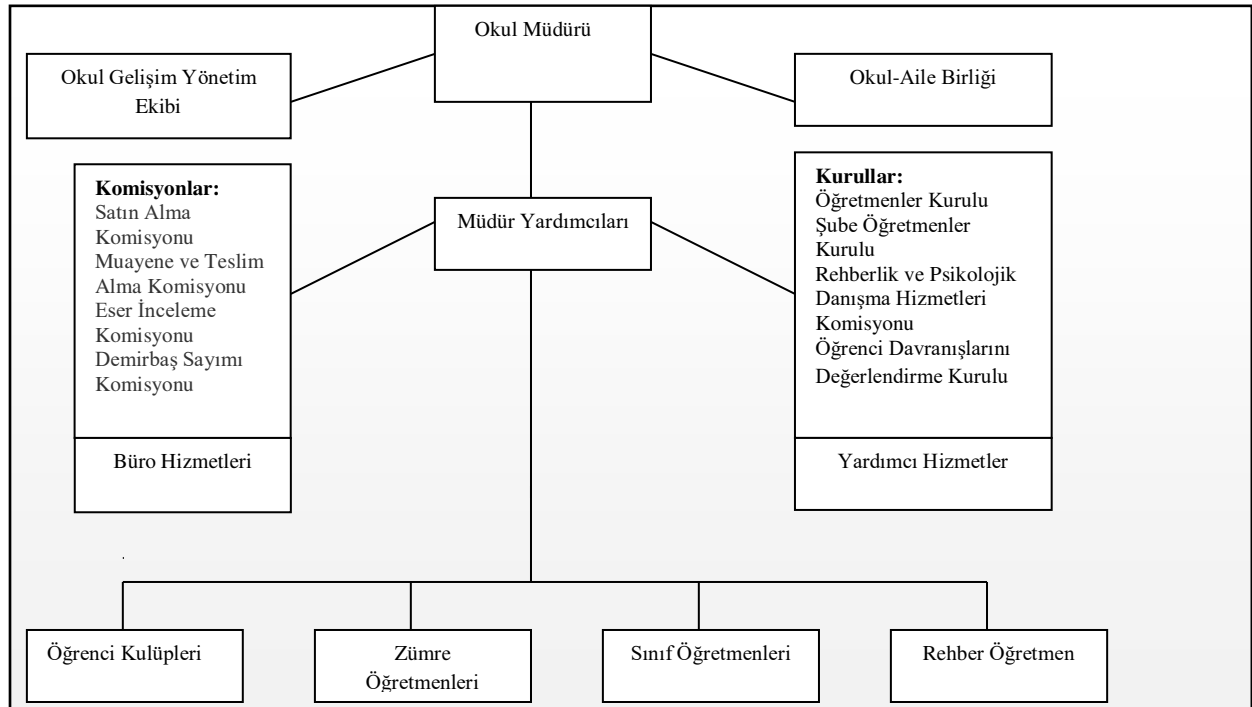 Okul Müdürü
Okul Gelişim Yönetim
Ekibi
Okul-Aile Birliği
Komisyonlar:
Satın Alma
Komisyonu
Muayene ve Teslim
Alma Komisyonu
Eser İnceleme
Komisyonu
Demirbaş Sayımı
Komisyonu
Müdür Yardımcıları
Kurullar:
Öğretmenler Kurulu
Şube Öğretmenler
Kurulu
Rehberlik ve Psikolojik
Danışma Hizmetleri
Komisyonu
Öğrenci Davranışlarını
Değerlendirme Kurulu
Büro Hizmetleri
Yardımcı Hizmetler
Öğrenci Kulüpleri
Zümre
Öğretmenleri
Sınıf Öğretmenleri
Rehber Öğretmen